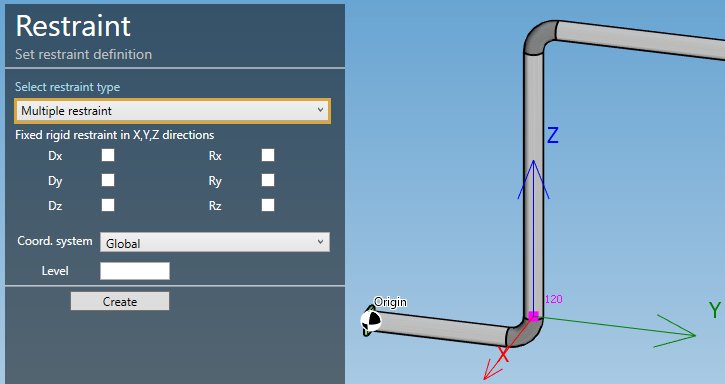 Restraint
Set restraint definition
Select restraint type
Multiple restraint
Fixed rigid restraint in X,Y,Z directions
Dx Rx
Dy Ry
Dz Rz
Coord. system Global
Level
Create
Z
120
Origin
Y
X